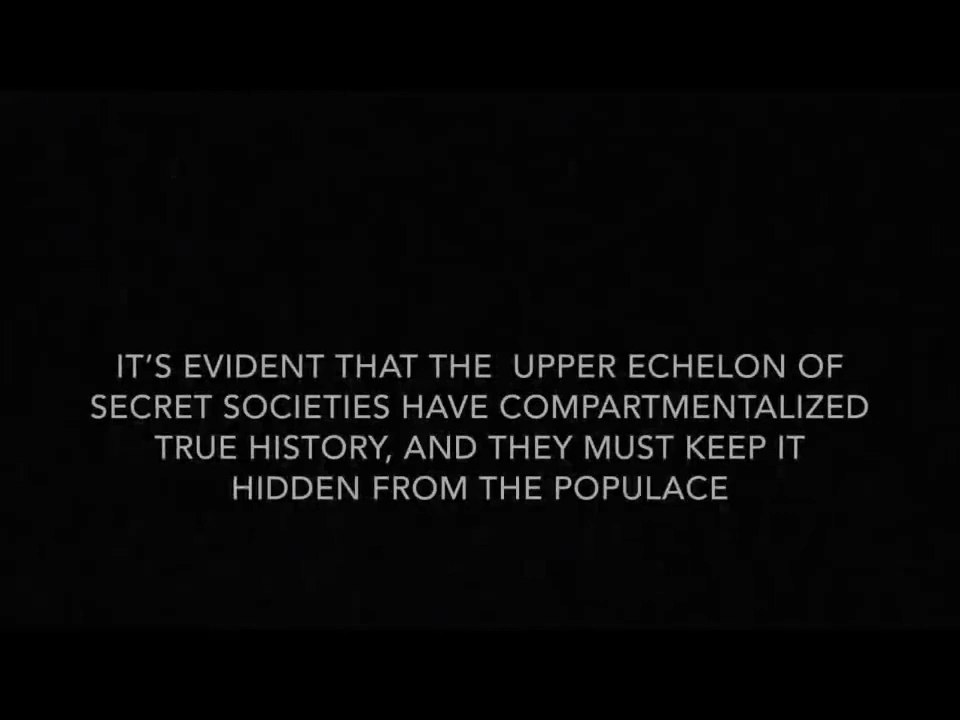 IT’S EVIDENT THAT THE  UPPER ECHELON OF
SECRET SOCIETIES HAVE COMPARTMENTALIZED
TRUE HISTORY, AND THEY MUST KEEP IT
HIDDEN FROM THE POPULACE